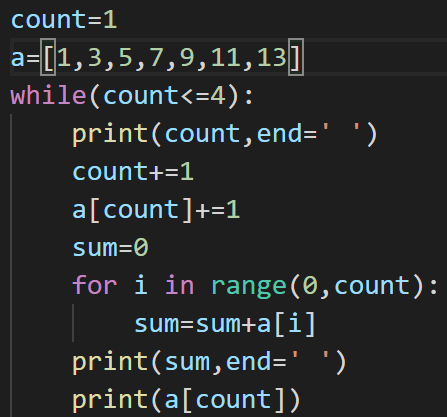 count=1
a=[1,3,5,7,9,11,13]
while(count<=4):
    print(count,end=' ')
    count+=1
    a[count]+=1
    sum=0
    for i in range(0,count):
        sum=sum+a[i]
    print(sum,end=' ')
    print(a[count])